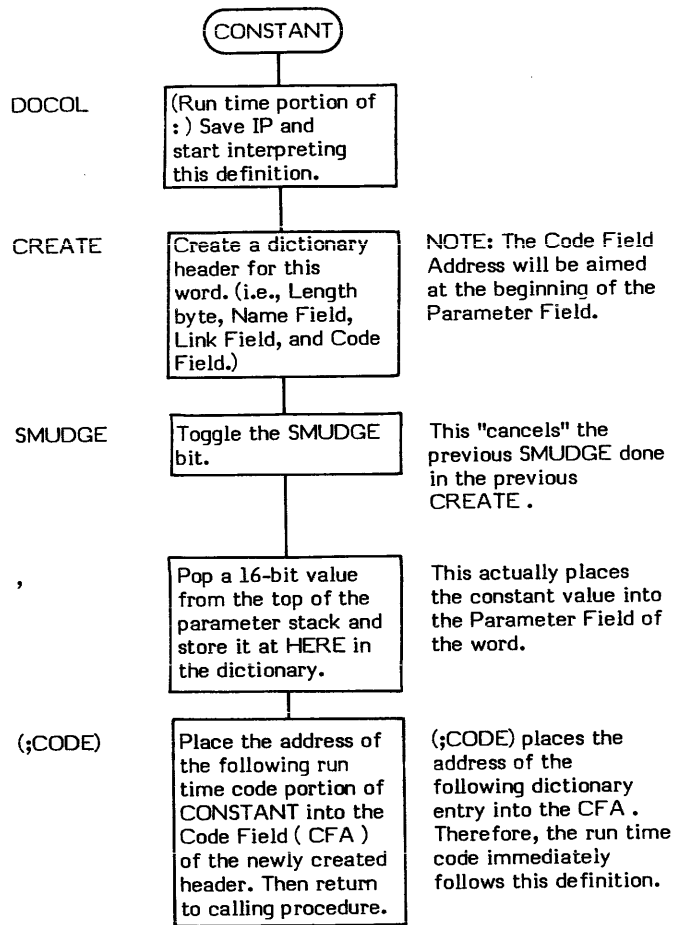 CONSTANT
DOCOL
(Run time portion of
: ) Save IP and
start interpreting
this definition.
CREATE
Create a dictionary
header for this
word. (i.e., Length
byte, Name Field,
Link Field, and Code
Field.)
NOTE: The Code Field
Address will be aimed
at the beginning of the
Parameter Field.
SMUDGE
Toggle the SMUDGE
bit.
This "cancels" the
previous SMUDGE done
in the previous
CREATE .
,
Pop a 16-bit value
from the top of the
parameter stack and
store it at HERE in
the dictionary.
This actually places
the constant value into
the Parameter Field of
the word.
(;CODE)
Place the address of
the following run
time code portion of
CONSTANT into the
Code Field ( CFA )
of the newly created
header. Then return
to calling procedure.
(;CODE) places the
address of the
following dictionary
entry into the CFA .
Therefore, the run time
code immediately
follows this definition.